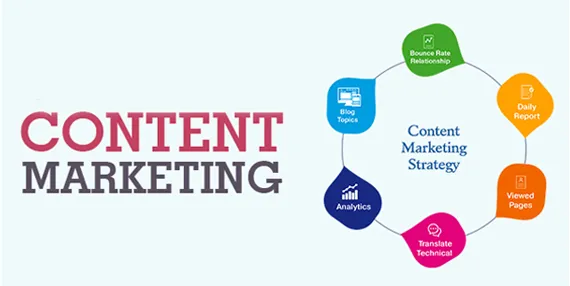 CONTENT
MARKETING
Bounce Rate
Relationship
Daily
Report
Viewed
Pages
Translate
Technical
Analytics
Blog
Topics
Content
Marketing
Strategy